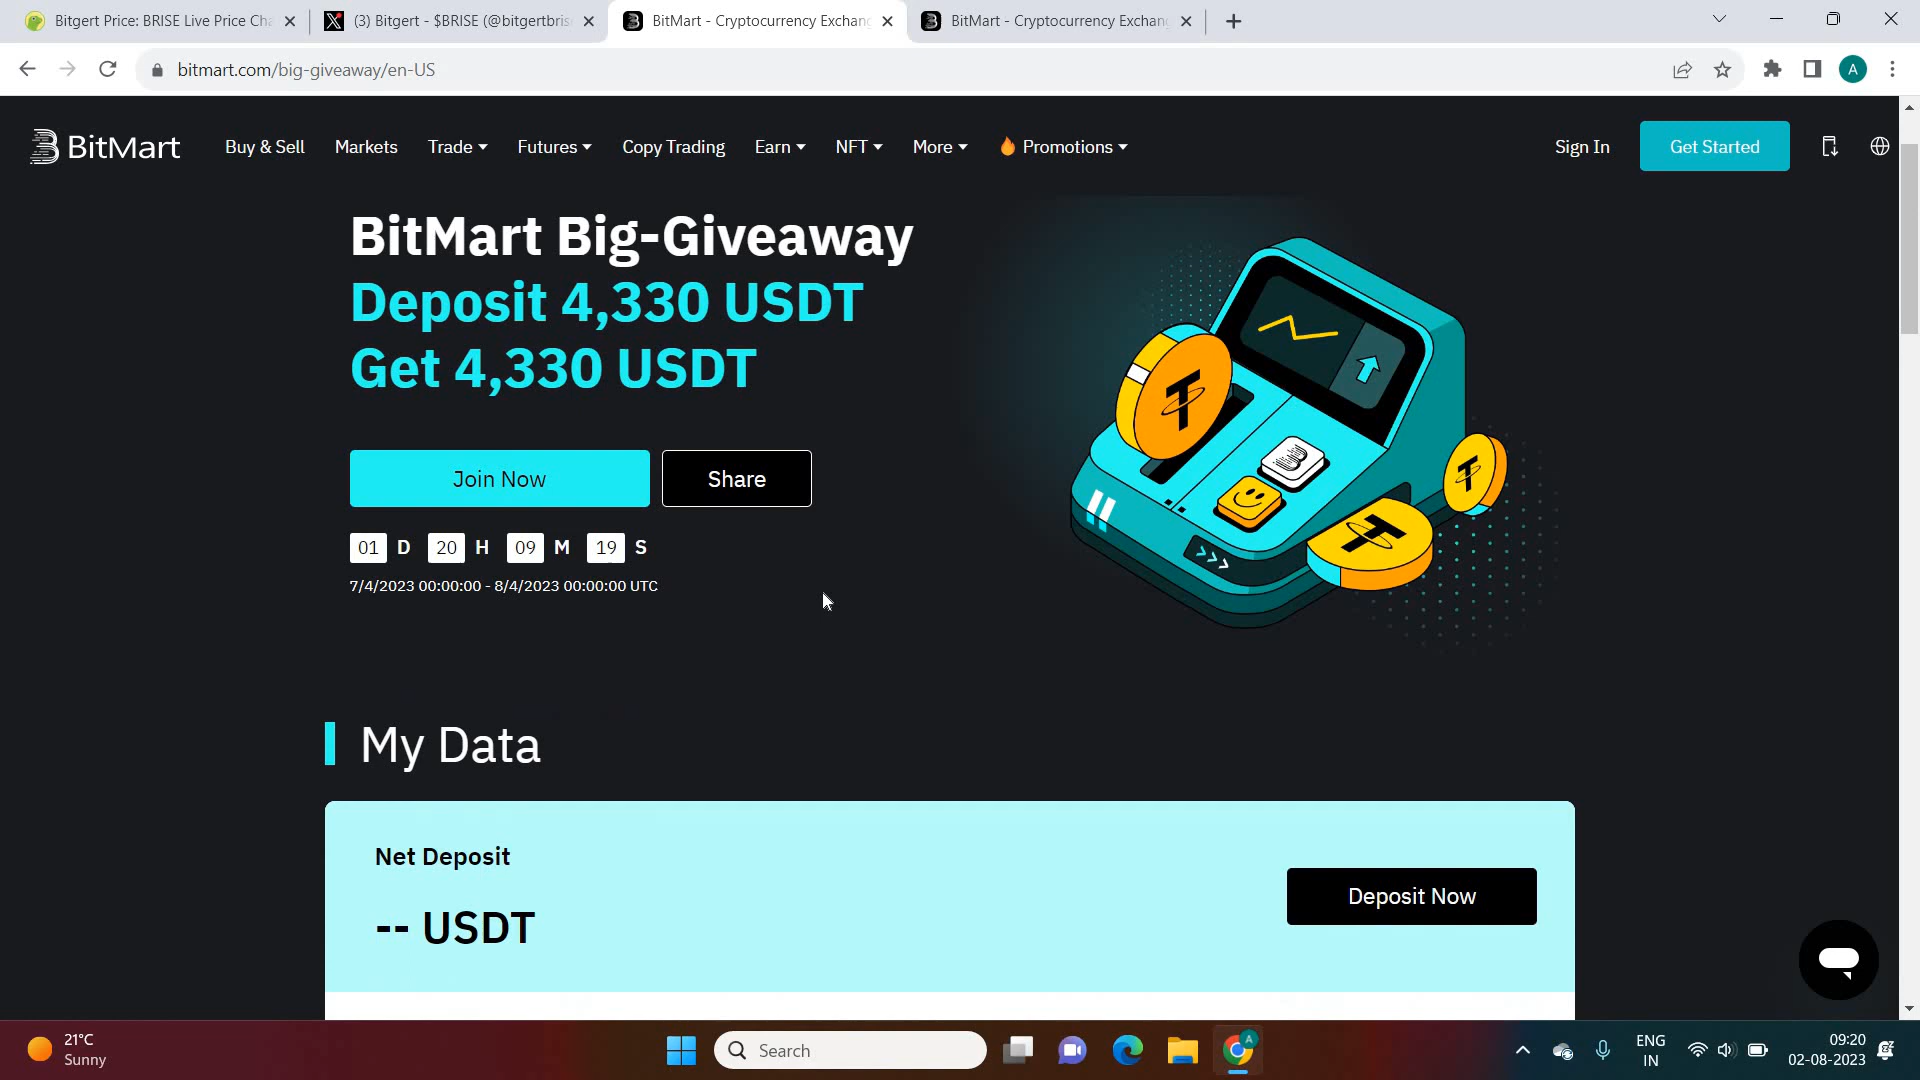 Bitgert Price: BRISE Live Price Cha
(3) Bitgert - $BRISE (@bitgertbris
BitMart - Cryptocurrency Exchan
BitMart - Cryptocurrency Exchan
bitmart.com/big-giveaway/en-US
A
BitMart
Buy & Sell
Markets
Trade
Futures
Copy Trading
Earn
NFT
More
Promotions
Sign In
Get Started
BitMart Big-Giveaway
Deposit 4,330 USDT
Get 4,330 USDT
Join Now
Share
01 D 20 H 09 M 19 S
7/4/2023 00:00:00 - 8/4/2023 00:00:00 UTC
My Data
Net Deposit
-- USDT
Deposit Now
21°C
Sunny
Search
A
ENG
IN
09:20
02-08-2023